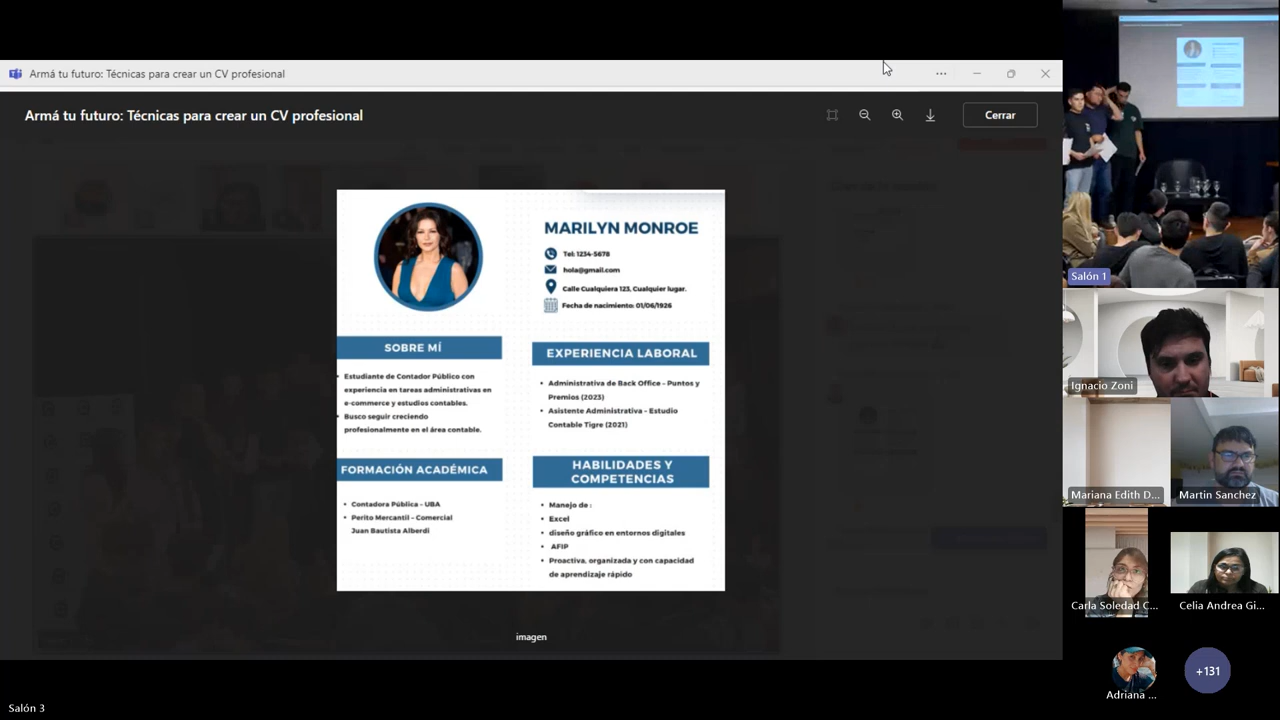 Armá tu futuro: Técnicas para crear un CV profesional
Armá tu futuro: Técnicas para crear un CV profesional
Cerrar
MARILYN MONROE
Tel: 1234-5678
hola@gmail.com
Calle Cualquiera 123, Cualquier lugar.
Fecha de nacimiento: 01/06/1926
SOBRE MÍ
Estudiante de Contador Público con
experiencia en tareas administrativas en
e-commerce y estudios contables.
Busco seguir creciendo
profesionalmente en el área contable.
EXPERIENCIA LABORAL
Administrativa de Back Office - Puntos y
Premios (2023)
Asistente Administrativa - Estudio
Contable Tigre (2021)
FORMACIÓN ACADÉMICA
Contadora Pública - UBA
Perito Mercantil - Comercial
Juan Bautista Alberdi
HABILIDADES Y
COMPETENCIAS
Manejo de :
Excel
diseño gráfico en entornos digitales
AFIP
Proactiva, organizada y con capacidad
de aprendizaje rápido
imagen
Salón 3
Salón 1
Ignacio Zoni
Mariana Edith D...
Martin Sanchez
Carla Soledad C...
Celia Andrea Gi...
Adriana ...
+131